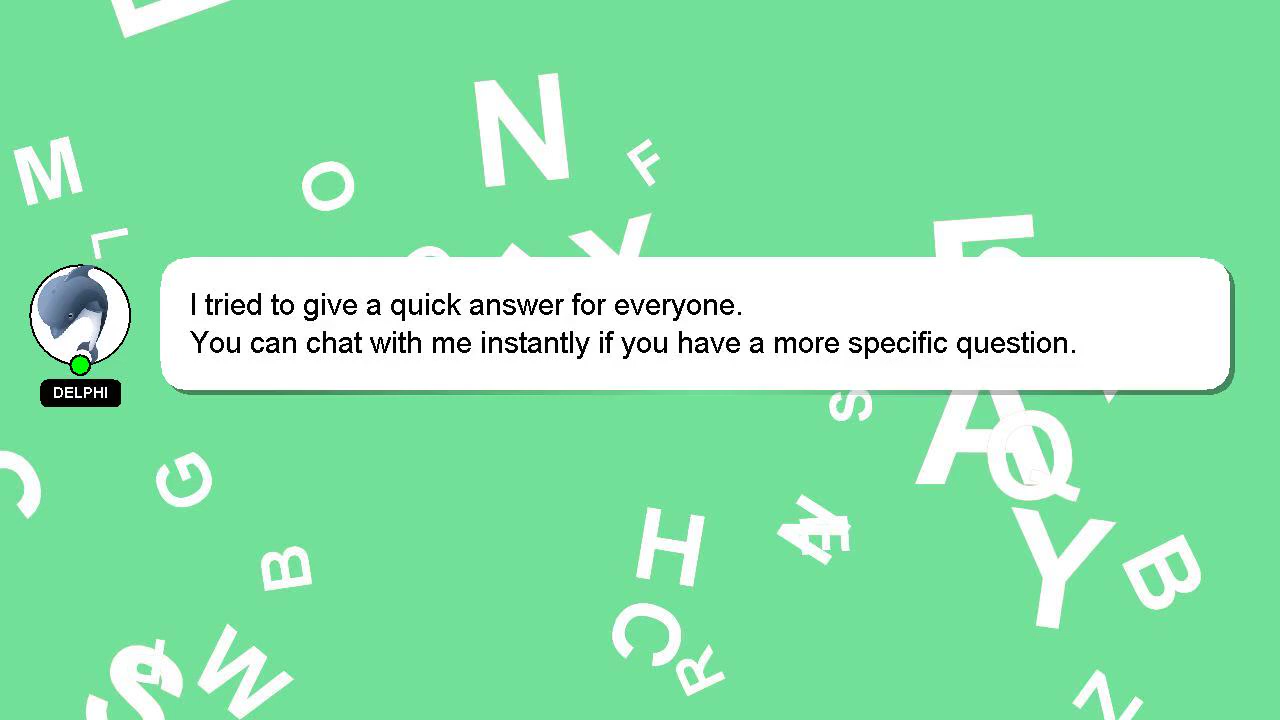 I tried to give a quick answer for everyone.
You can chat with me instantly if you have a more specific question.
DELPHI
M
L
O
N
F
Y
A
Q
S
G
B
H
C
R
Y
B
W
S
N